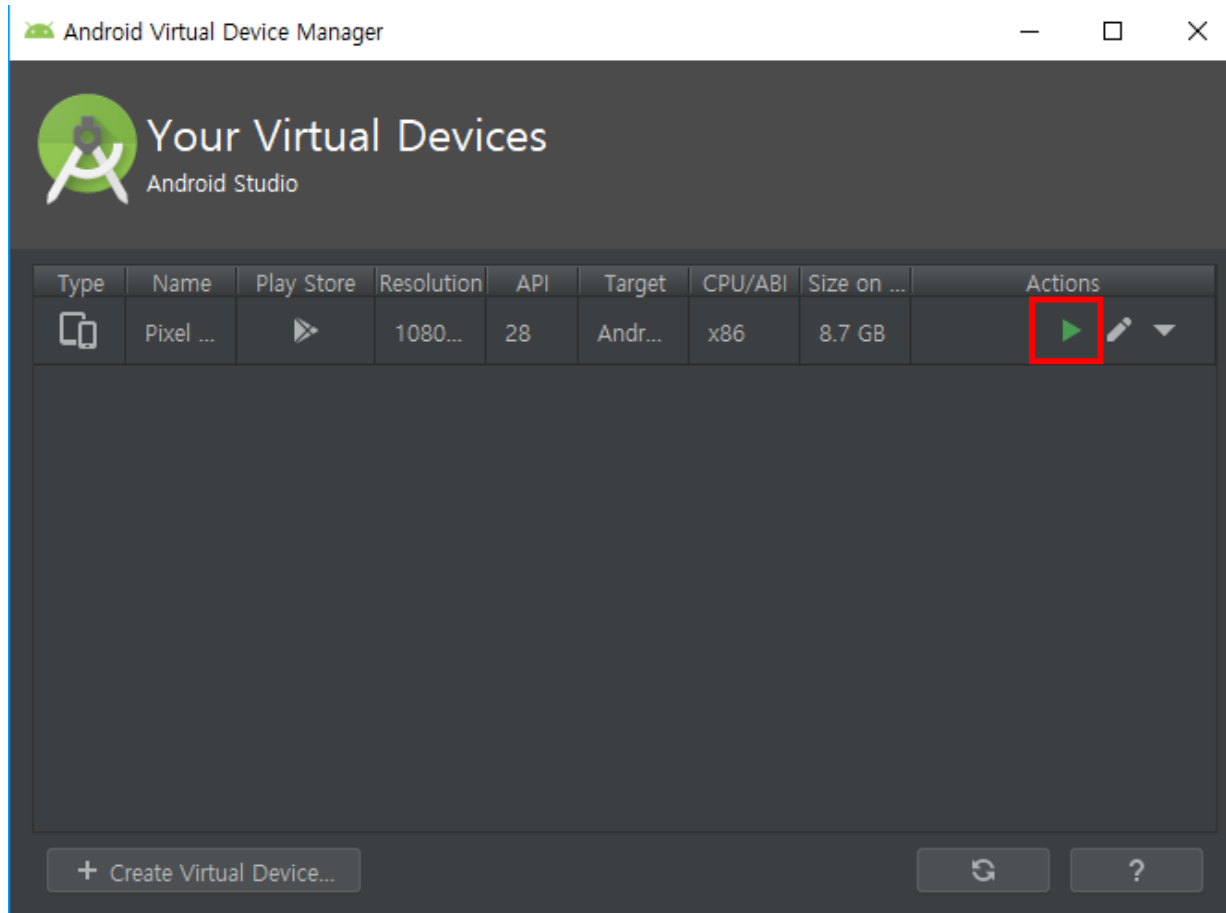 Android Virtual Device Manager
Your Virtual Devices
Android Studio
Type Name Play Store Resolution API Target CPU/ABI Size on ... Actions
Pixel ... 1080... 28 Andr... x86 8.7 GB
+ Create Virtual Device... ?